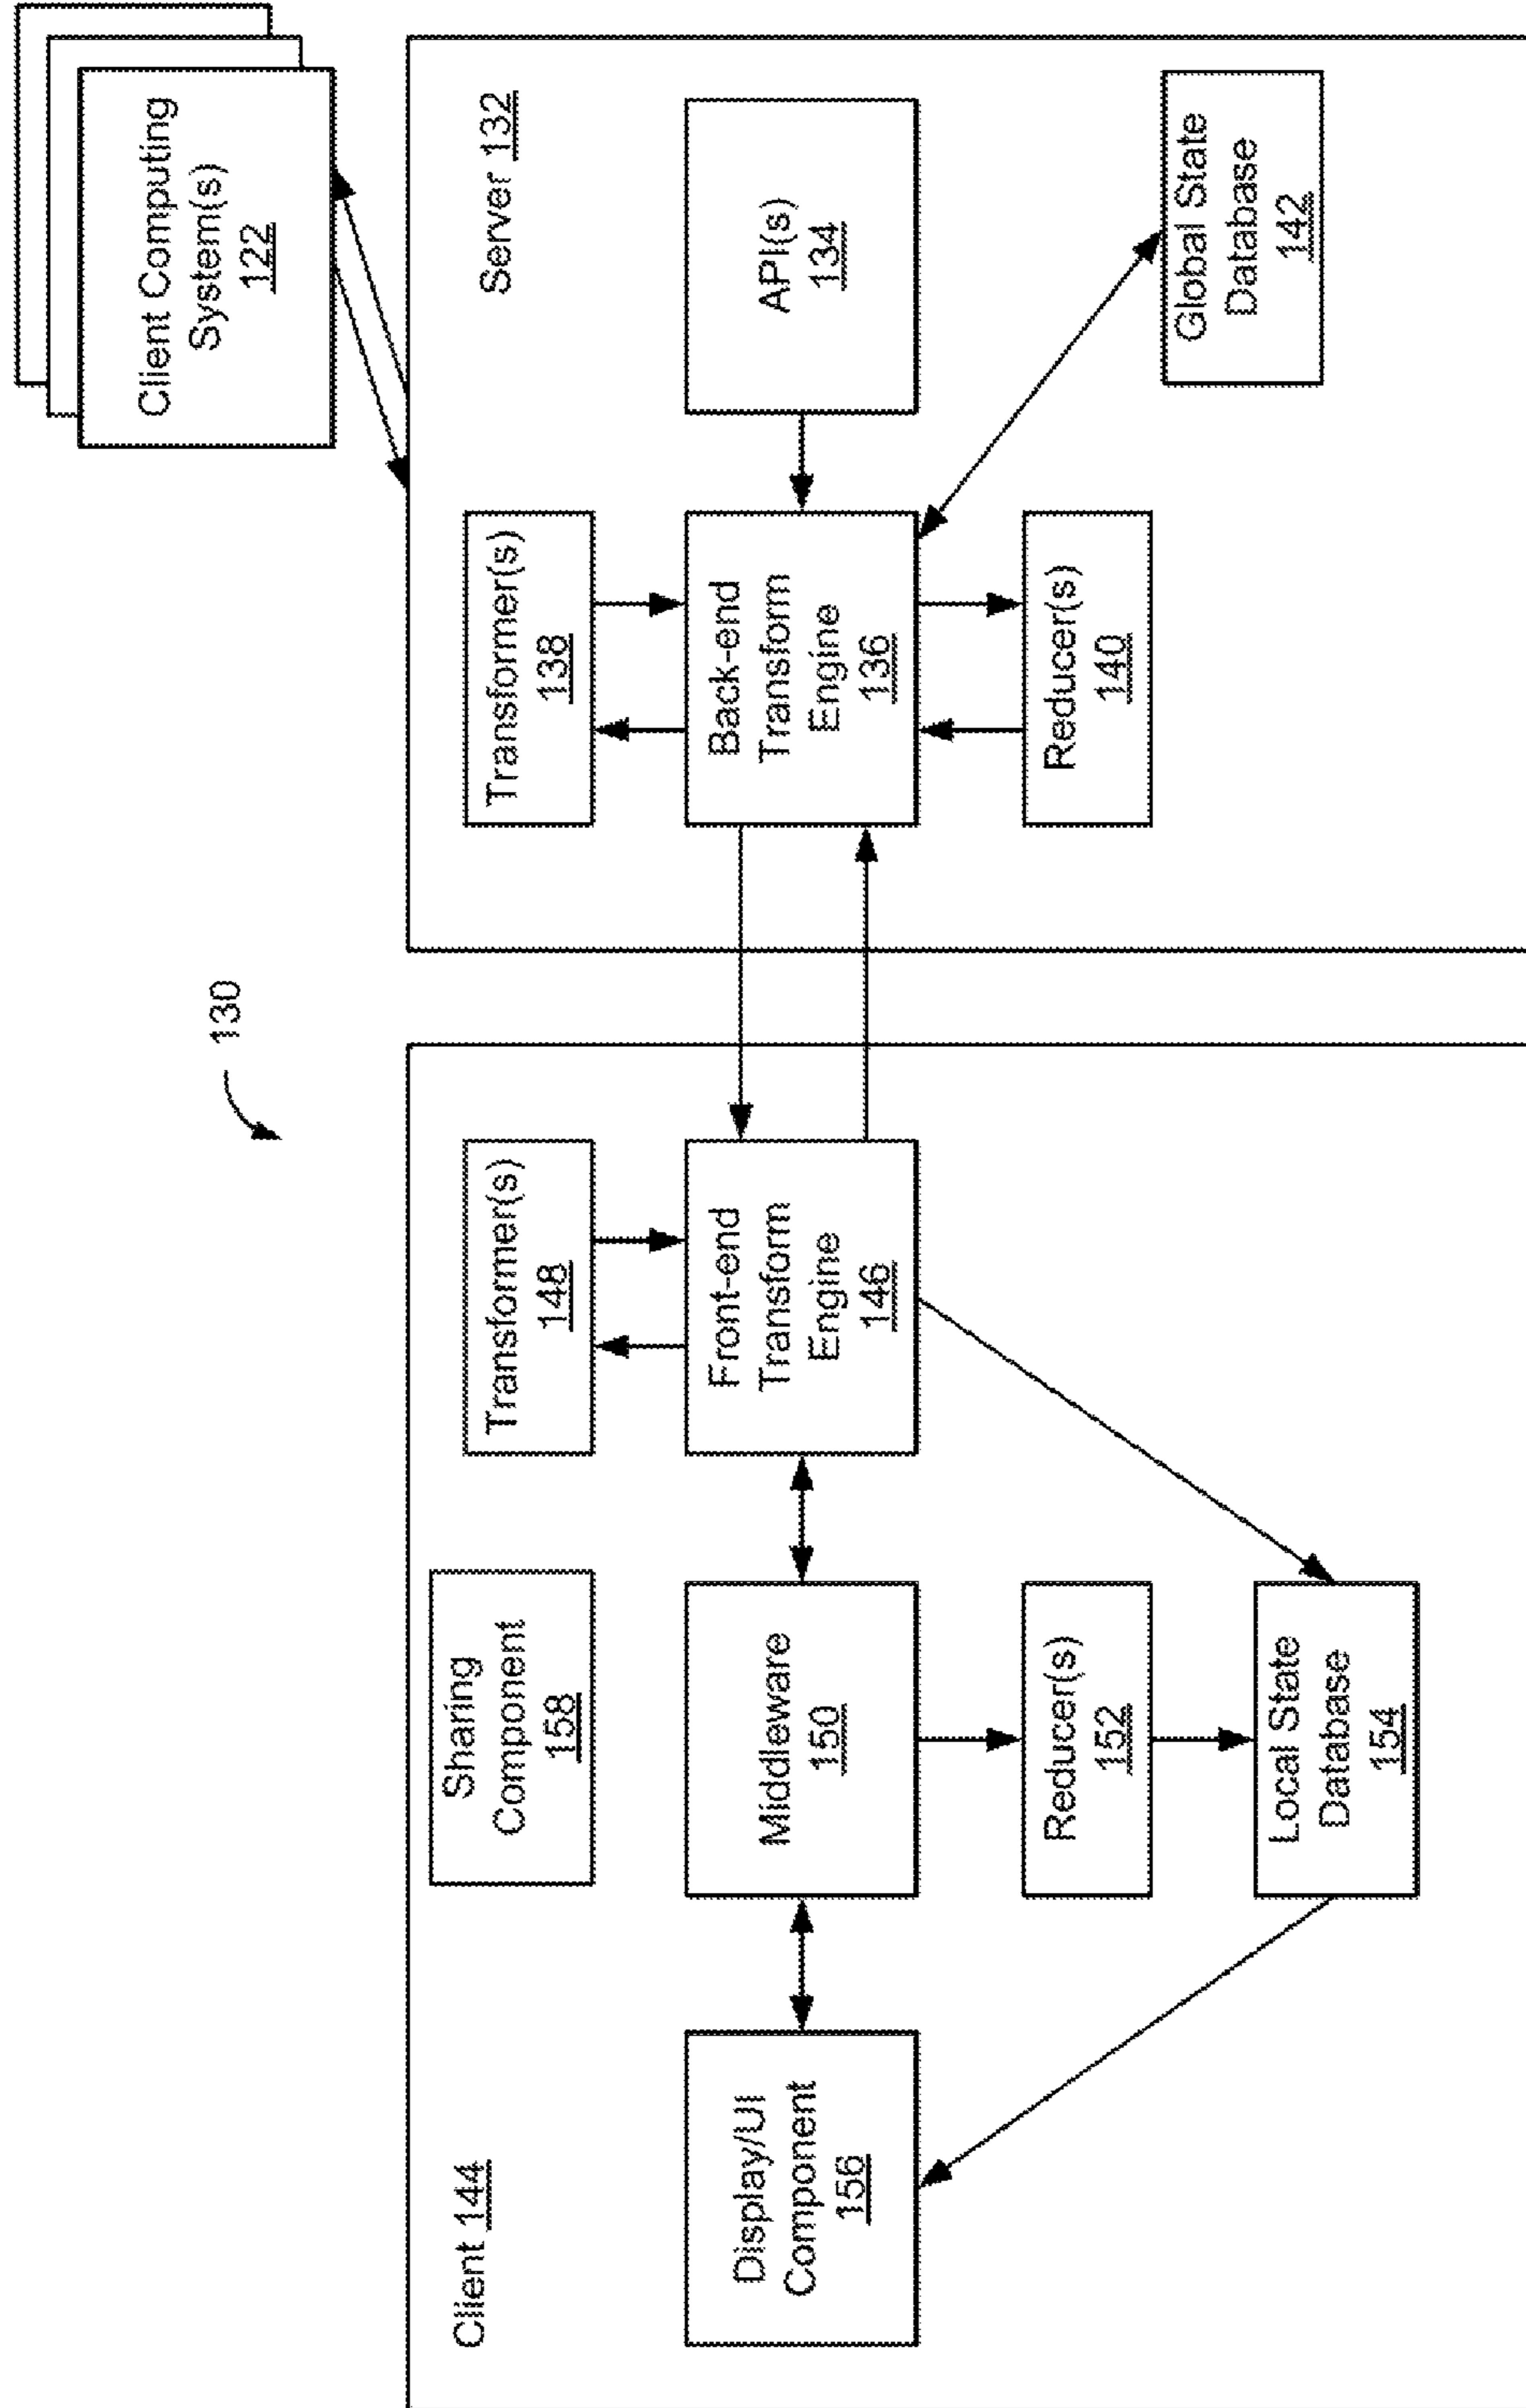 130
Client Computing
System(s)
122
Client 144
Sharing
Component
158
Transformer(s)
148
Display/UI
Component
156
Middleware
150
Front-end
Transform
Engine
146
Reducer(s)
152
Local State
Database
154
Server 132
Transformer(s)
138
Back-end
Transform
Engine
136
API(s)
134
Reducer(s)
140
Global State
Database
142